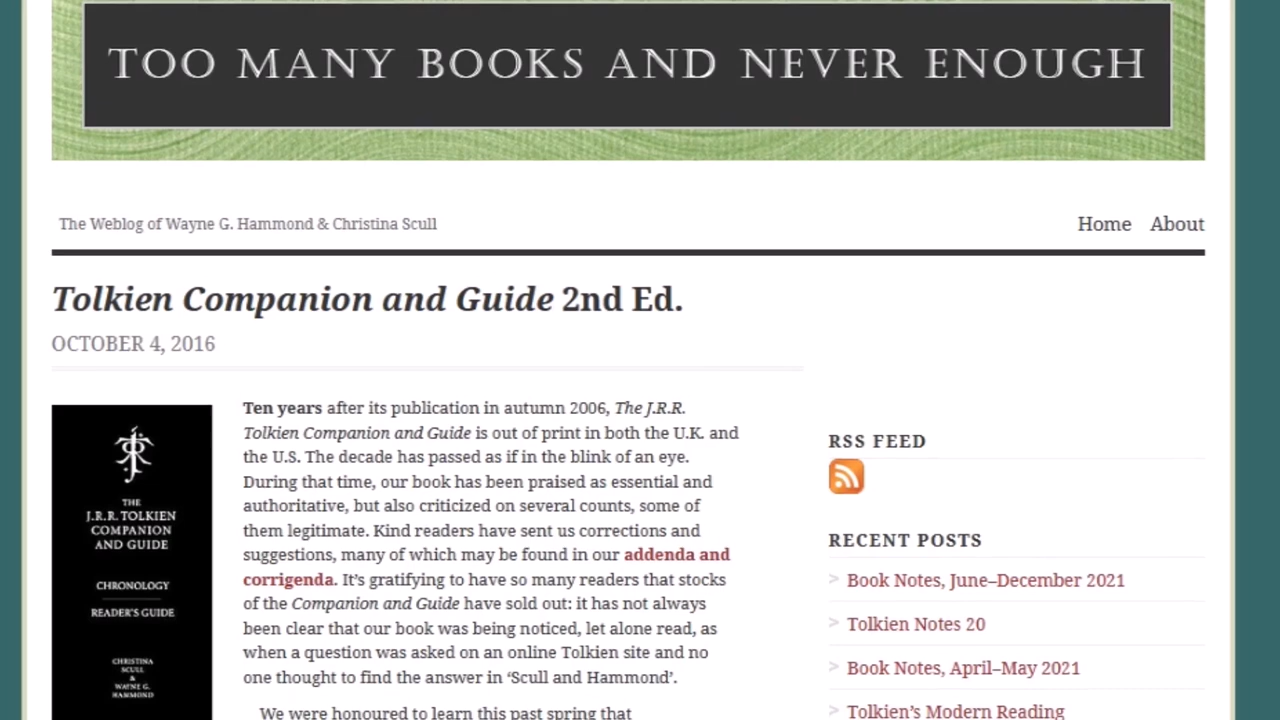 TOO MANY BOOKS AND NEVER ENOUGH
The Weblog of Wayne G. Hammond & Christina Scull
Home About
Tolkien Companion and Guide 2nd Ed.
OCTOBER 4, 2016
THE
J.R.R. TOLKIEN
COMPANION
AND GUIDE
CHRONOLOGY
READER'S GUIDE
CHRISTINA
SCULL
&
WAYNE G.
HAMMOND
Ten years after its publication in autumn 2006, The J.R.R.
Tolkien Companion and Guide is out of print in both the U.K. and
the U.S. The decade has passed as if in the blink of an eye.
During that time, our book has been praised as essential and
authoritative, but also criticized on several counts, some of
them legitimate. Kind readers have sent us corrections and
suggestions, many of which may be found in our addenda and
corrigenda. It’s gratifying to have so many readers that stocks
of the Companion and Guide have sold out: it has not always
been clear that our book was being noticed, let alone read, as
when a question was asked on an online Tolkien site and no
one thought to find the answer in ‘Scull and Hammond’.
We were honoured to learn this past spring that
RSS FEED
RECENT POSTS
> Book Notes, June–December 2021
> Tolkien Notes 20
> Book Notes, April–May 2021
> Tolkien’s Modern Reading